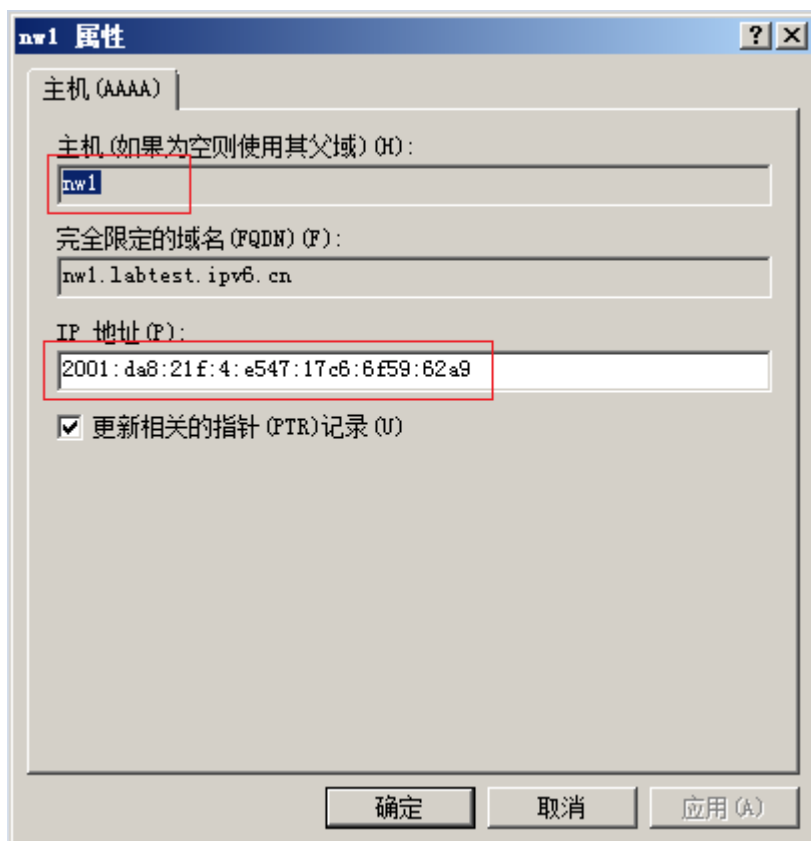 nw1 属性
主机(AAAA)
主机(如果为空则使用其父域)(H):
nw1
完全限定的域名(FQDN)(F):
nw1.labtest.ipv6.cn
IP 地址(P):
2001:da8:21f:4:e547:17c6:6f59:62a9
更新相关的指针(PTR)记录(U)
确定 取消 应用(A)